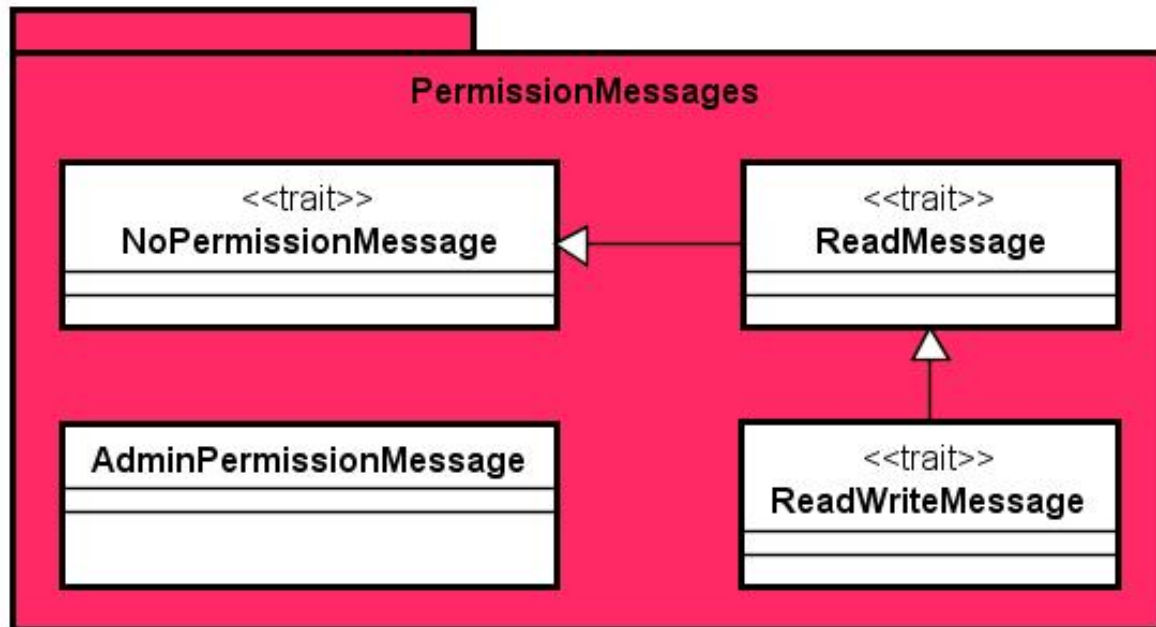 PermissionMessages
<<trait>>
NoPermissionMessage
<<trait>>
ReadMessage
AdminPermissionMessage
<<trait>>
ReadWriteMessage